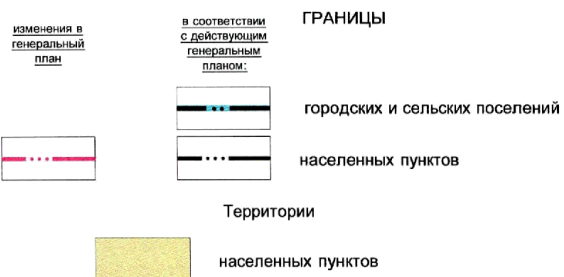 ГРАНИЦЫ
изменения в
генеральный
план
в соответствии
с действующим
генеральным
планом:
городских и сельских поселений
населенных пунктов
Территории
населенных пунктов